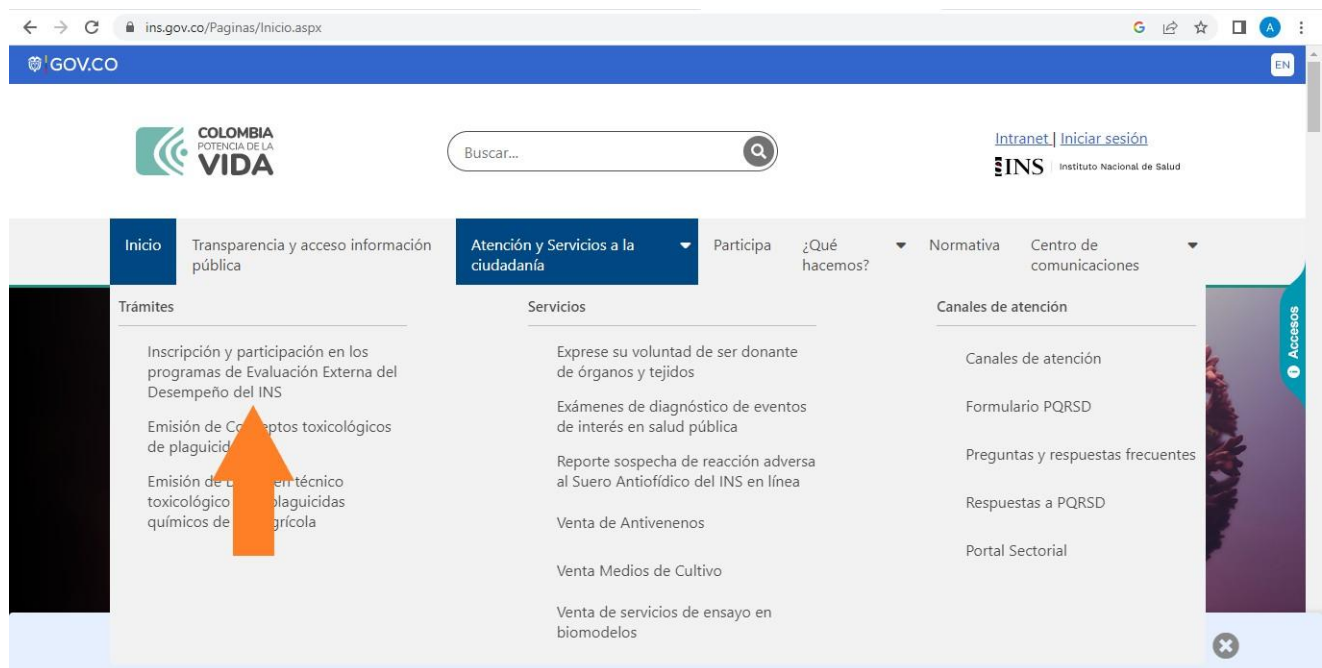 ins.gov.co/Paginas/Inicio.aspx
A
GOV.CO
EN
COLOMBIA
POTENCIA DE LA
VIDA
Buscar...
Intranet | Iniciar sesión
INS | Instituto Nacional de Salud
Inicio
Transparencia y acceso información
pública
Atención y Servicios a la
ciudadanía
Participa
¿Qué
hacemos?
Normativa
Centro de
comunicaciones
Accesos
Trámites
Inscripción y participación en los
programas de Evaluación Externa del
Desempeño del INS
Emisión de toxicológicos
de
Emisión de técnico
toxicológico
químicos de
Servicios
Exprese su voluntad de ser donante
de órganos y tejidos
Exámenes de diagnóstico de eventos
de interés en salud pública
Reporte sospecha de reacción adversa
al Suero Antiofídico del INS en línea
Venta de Antivenenos
Venta Medios de Cultivo
Venta de servicios de ensayo en
biomodelos
Canales de atención
Canales de atención
Formulario PQRSD
Preguntas y respuestas frecuentes
Respuestas a PQRSD
Portal Sectorial